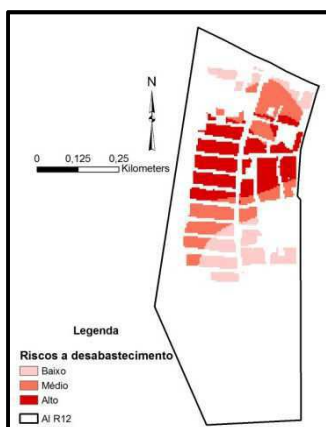 N
0 0,125 0,25
Kilometers
Legenda
Riscos a desabastecimento
Baixo
Médio
Alto
AI R12